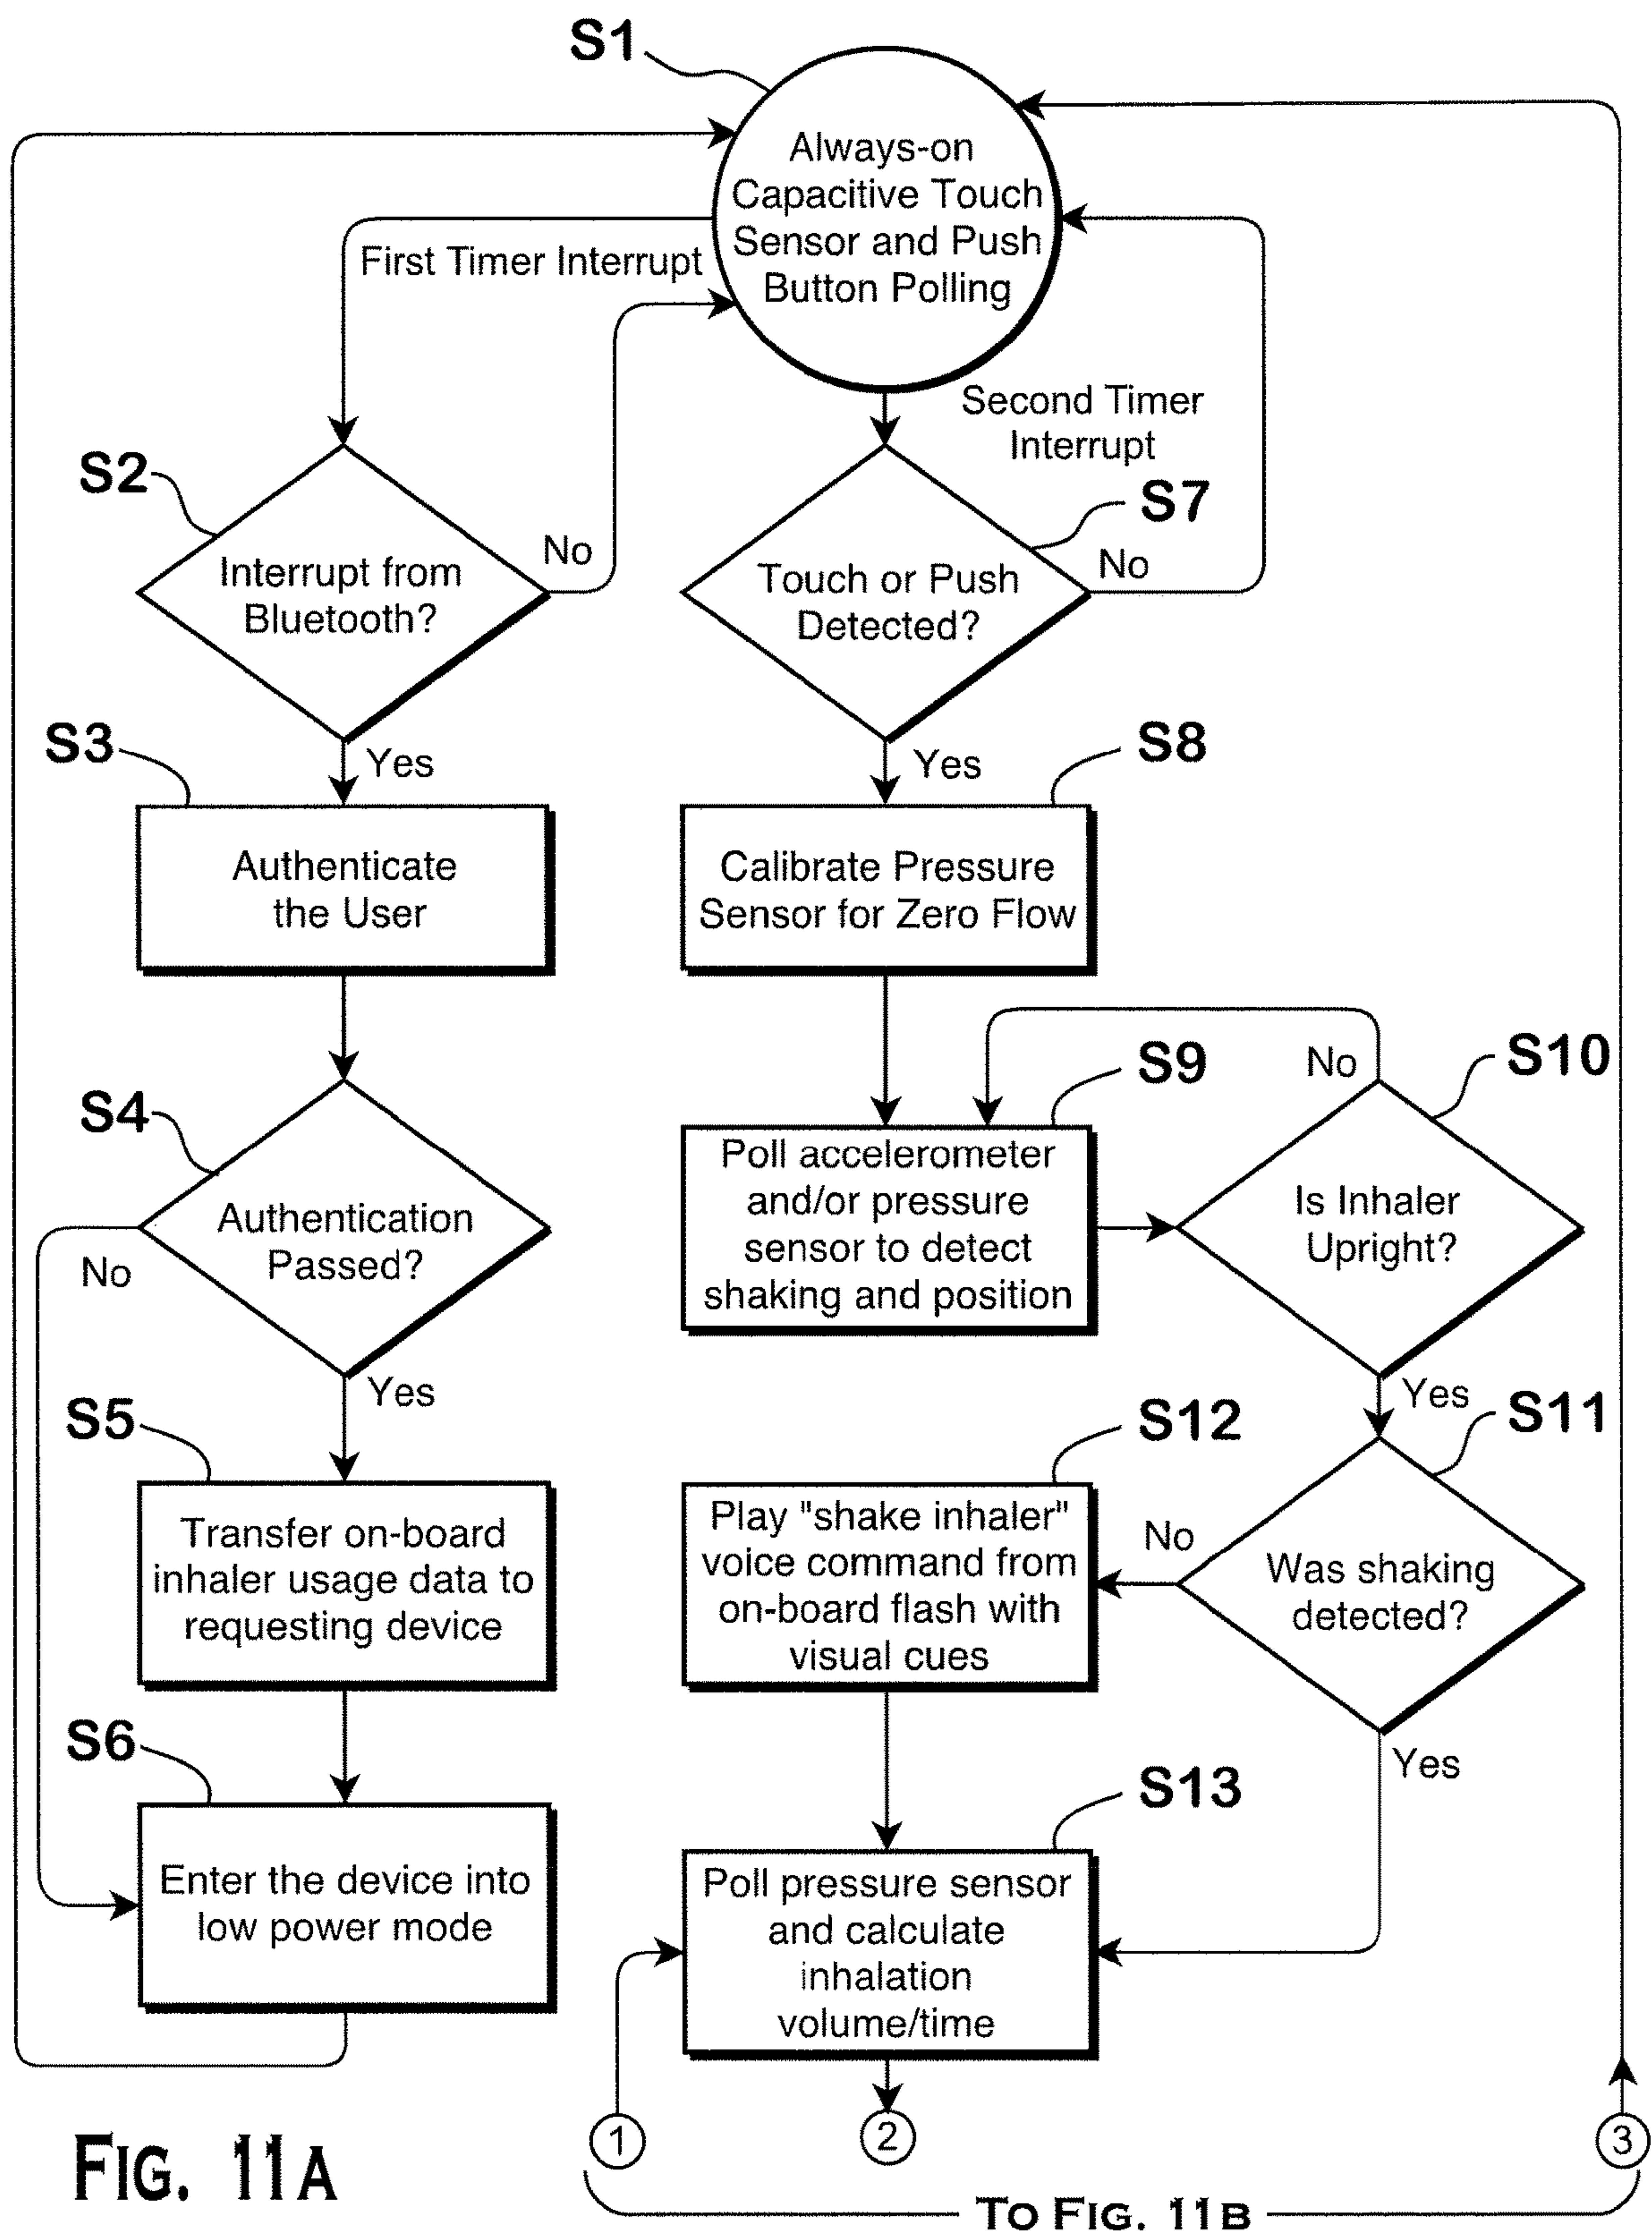 S1
Always-on
Capacitive Touch
Sensor and Push
Button Polling
First Timer Interrupt
Second Timer
Interrupt
S2
Interrupt from
Bluetooth?
No
Yes
S7
Touch or Push
Detected?
No
Yes
S3
Authenticate
the User
S8
Calibrate Pressure
Sensor for Zero Flow
S4
Authentication
Passed?
No
Yes
S9
Poll accelerometer
and/or pressure
sensor to detect
shaking and position
S10
No
Is Inhaler
Upright?
Yes
S5
Transfer on-board
inhaler usage data to
requesting device
S12
Play "shake inhaler"
voice command from
on-board flash with
visual cues
S11
No
Was shaking
detected?
Yes
S6
Enter the device into
low power mode
S13
Poll pressure sensor
and calculate
inhalation
volume/time
1
2
3
FIG. 11A
TO FIG. 11B